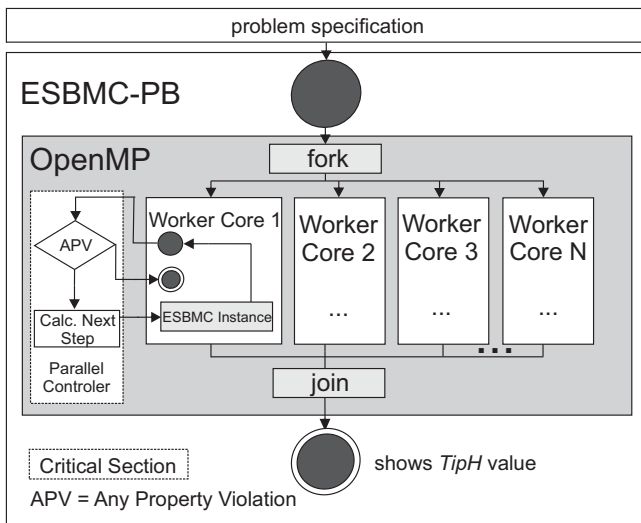 problem specification
ESBMC-PB
OpenMP
fork
Worker Core 1
Worker
Core 2
...
Worker
Core 3
...
Worker
Core N
...
APV
ESBMC Instance
Calc. Next
Step
Parallel
Controler
...
join
Critical Section
shows TipH value
APV = Any Property Violation